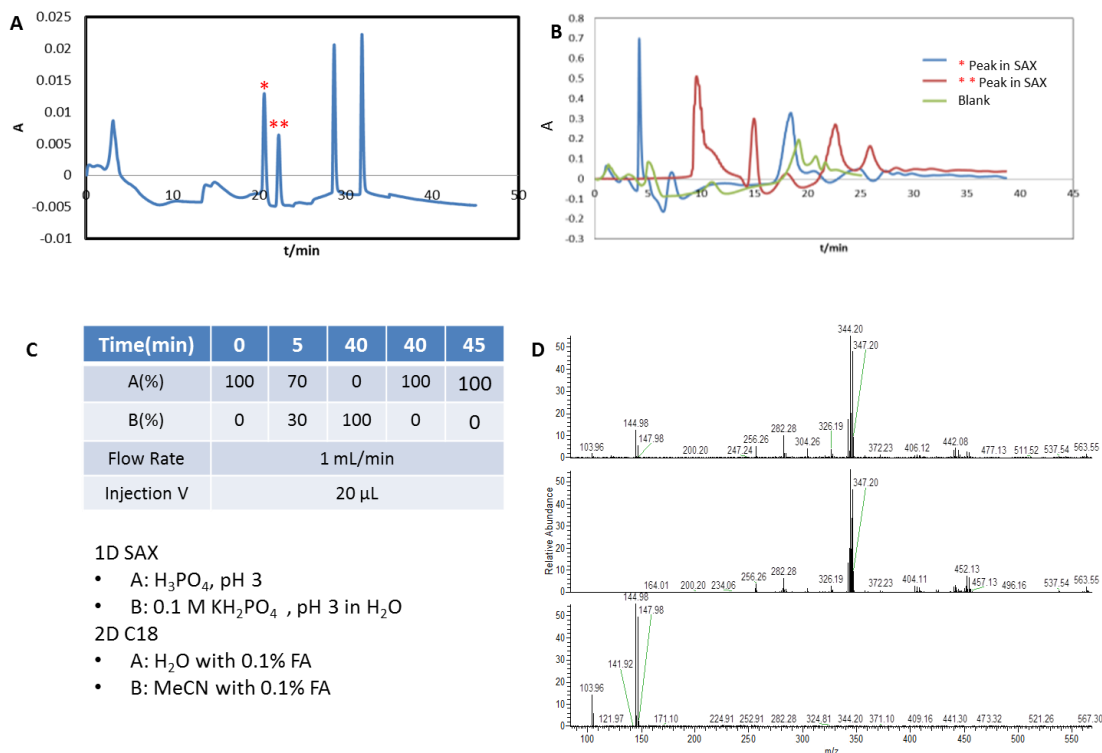 A
0.025
0.02
0.015
0.01
0.005
0
-0.005
-0.01
A
0 10 20 30 40 50
t/min
*
**
B
0.8
0.7
0.6
0.5
0.4
0.3
0.2
0.1
0
-0.1
-0.2
-0.3
A
0 5 10 15 20 25 30 35 40 45
t/min
* Peak in SAX
** Peak in SAX
Blank
C
Time(min) 0 5 40 40 45
A(%) 100 70 0 100 100
B(%) 0 30 100 0 0
Flow Rate 1 mL/min
Injection V 20 µL
1D SAX
• A: H₃PO₄, pH 3
• B: 0.1 M KH₂PO₄ , pH 3 in H₂O
2D C18
• A: H₂O with 0.1% FA
• B: MeCN with 0.1% FA
D
Relative Abundance
50
40
30
20
10
0
344.20
347.20
103.96 144.98 147.98 200.20 247.24 256.26 282.28 304.26 326.19 372.23 406.12 442.08 477.13 511.52 537.54 563.55
50
40
30
20
10
0
347.20
164.01 200.20 234.06 256.26 282.28 326.19 372.23 404.11 452.13 457.13 496.16 537.54 563.55
50
40
30
20
10
0
144.98
147.98
141.92
103.96
121.97 171.10 224.91 252.91 282.28 324.81 344.20 371.10 409.16 441.30 473.32 521.26 567.30
100 150 200 250 300 350 400 450 500 550
m/z